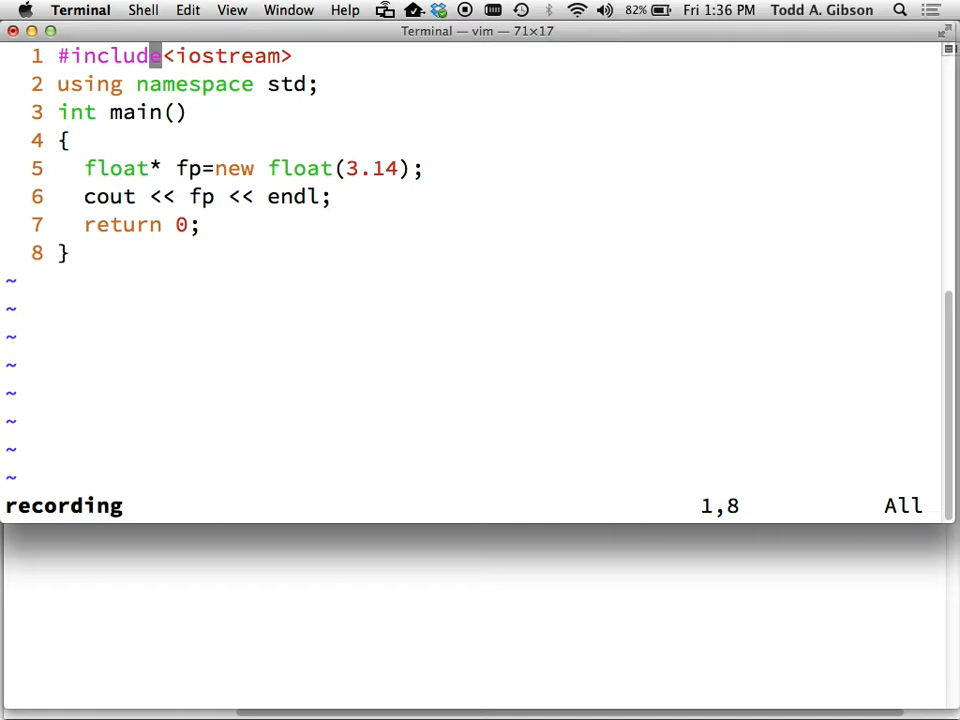 Terminal Shell Edit View Window Help 82% Fri 1:36 PM Todd A. Gibson
Terminal — vim — 71×17
1 #include<iostream>
2 using namespace std;
3 int main()
4 {
5   float* fp=new float(3.14);
6   cout << fp << endl;
7   return 0;
8 }
~
~
~
~
~
~
~
~
recording 1,8 All